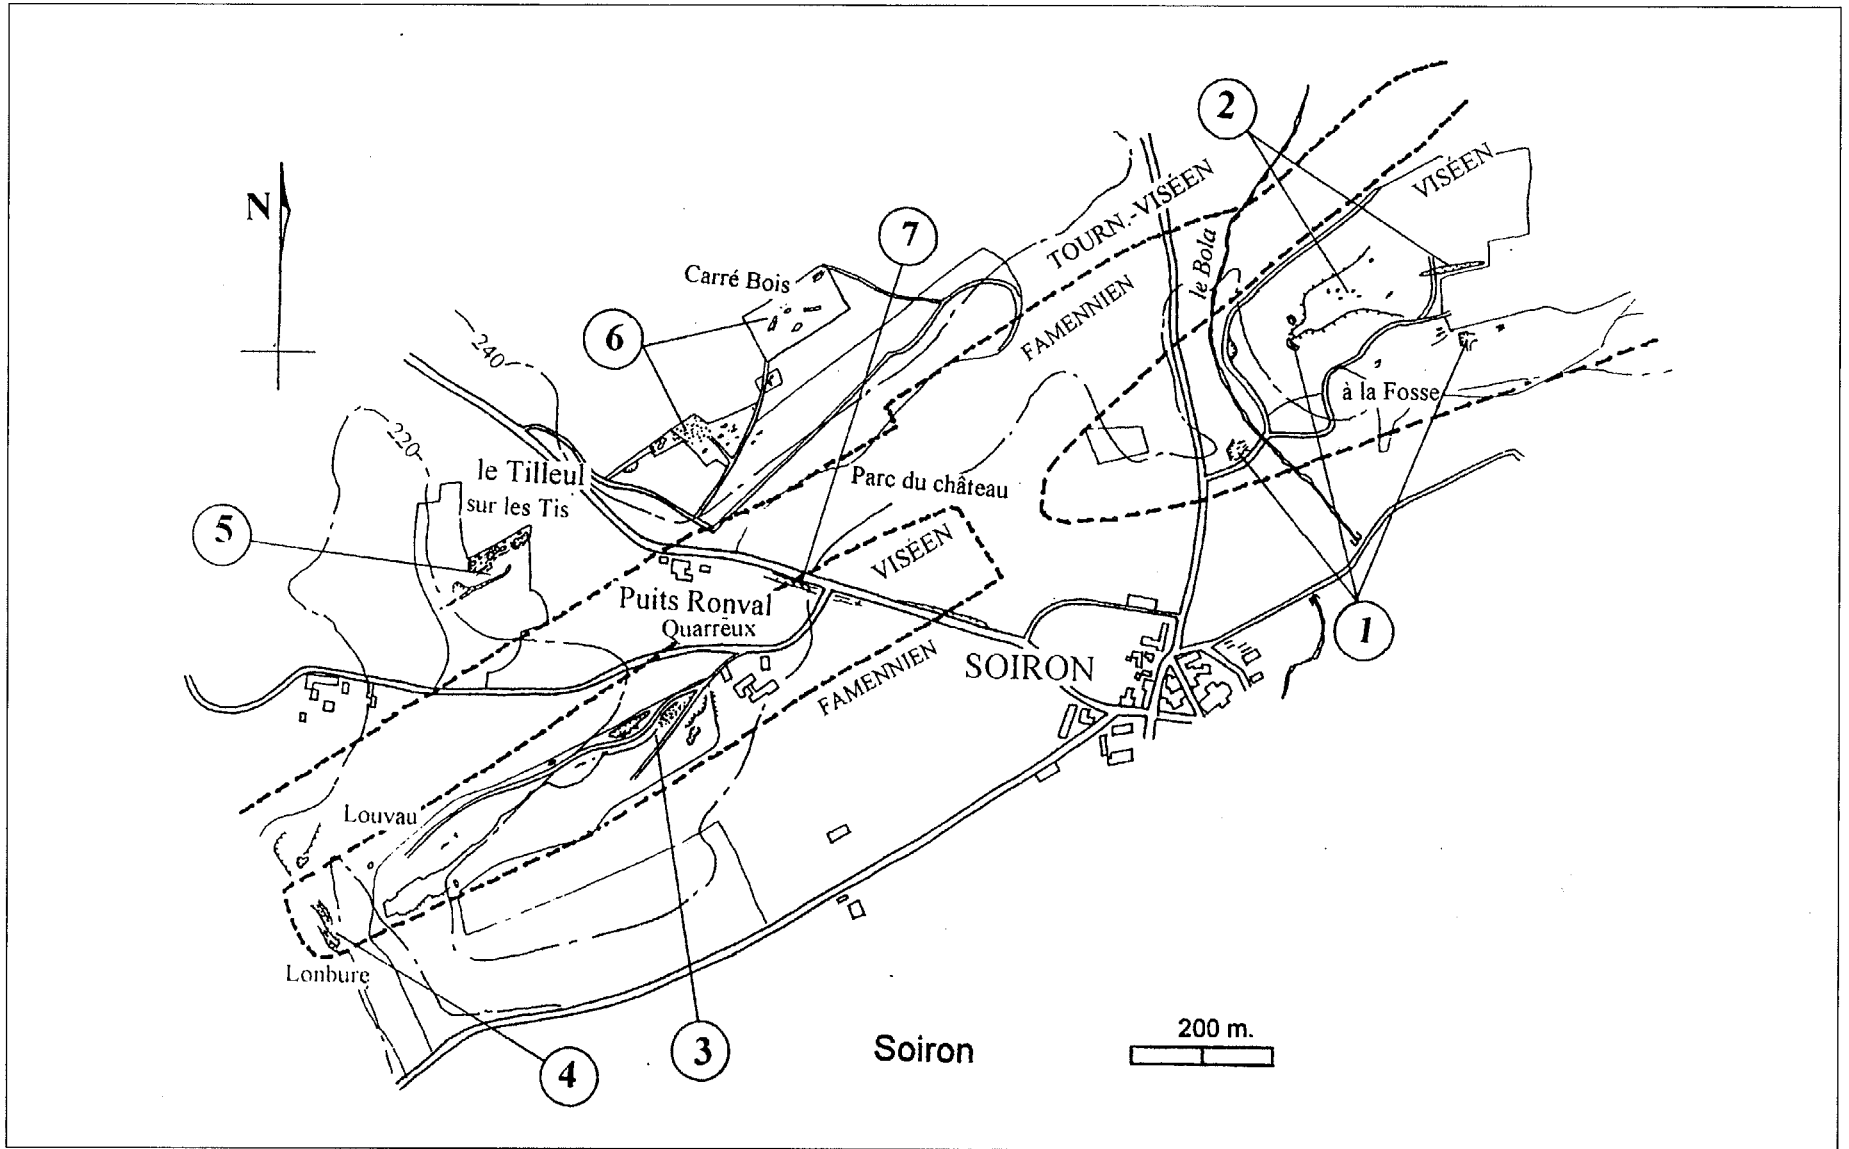 2
N
7
TOURN.-VISÉEN
VISÉEN
le Bola
Carré Bois
FAMENNIEN
6
240
à la Fosse
220
le Tilleul
sur les Tis
Parc du château
5
VISÉEN
Puits Ronval
Quarreux
1
SOIRON
FAMENNIEN
Louvau
Lonbure
3
4
Soiron
200 m.